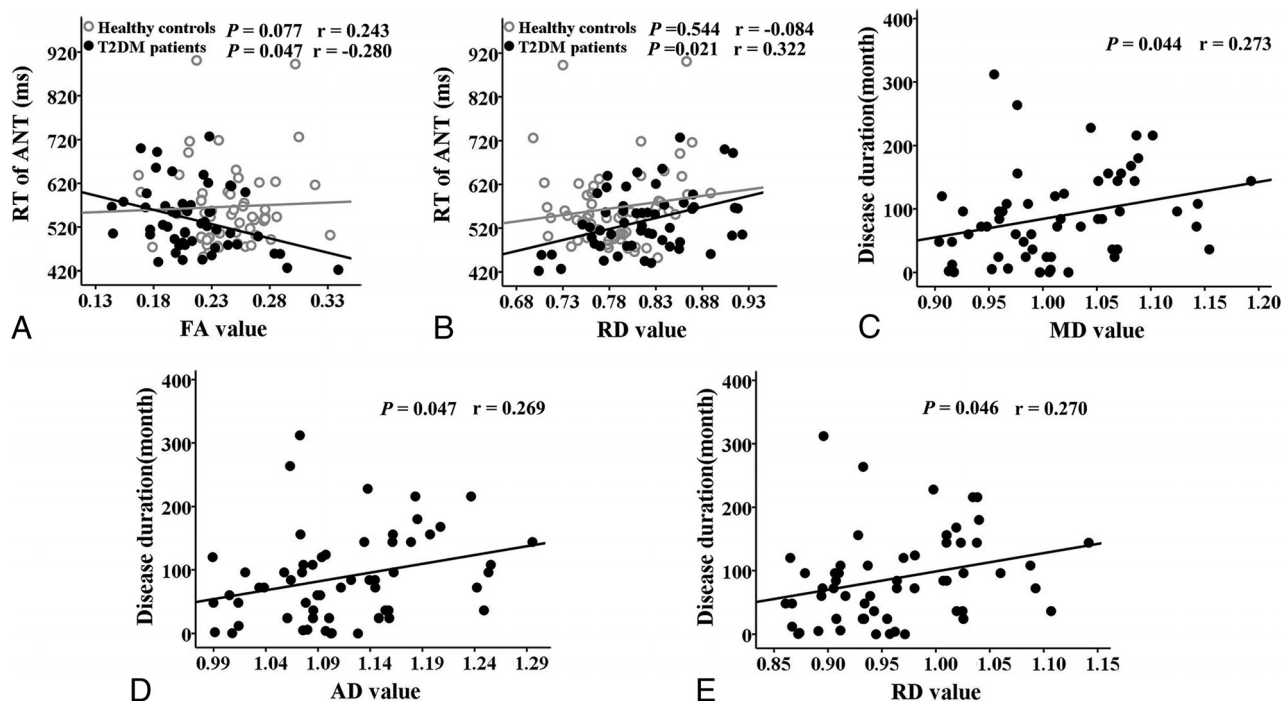 Healthy controls P = 0.077 r = 0.243
T2DM patients P = 0.047 r = -0.280
RT of ANT (ms)
920
820
720
620
520
420
0.13 0.18 0.23 0.28 0.33
FA value
A
Healthy controls P=0.544 r = -0.084
T2DM patients P=0,021 r = 0.322
RT of ANT (ms)
920
820
720
620
520
420
0.68 0.73 0.78 0.83 0.88 0.93
RD value
B
P = 0.044 r = 0.273
Disease duration(month)
400
300
200
100
0
0.90 0.95 1.00 1.05 1.10 1.15 1.20
MD value
C
P = 0.047 r = 0.269
Disease duration(month)
400
300
200
100
0
0.99 1.04 1.09 1.14 1.19 1.24 1.29
AD value
D
P = 0.046 r = 0.270
Disease duration(month)
400
300
200
100
0
0.85 0.90 0.95 1.00 1.05 1.10 1.15
RD value
E